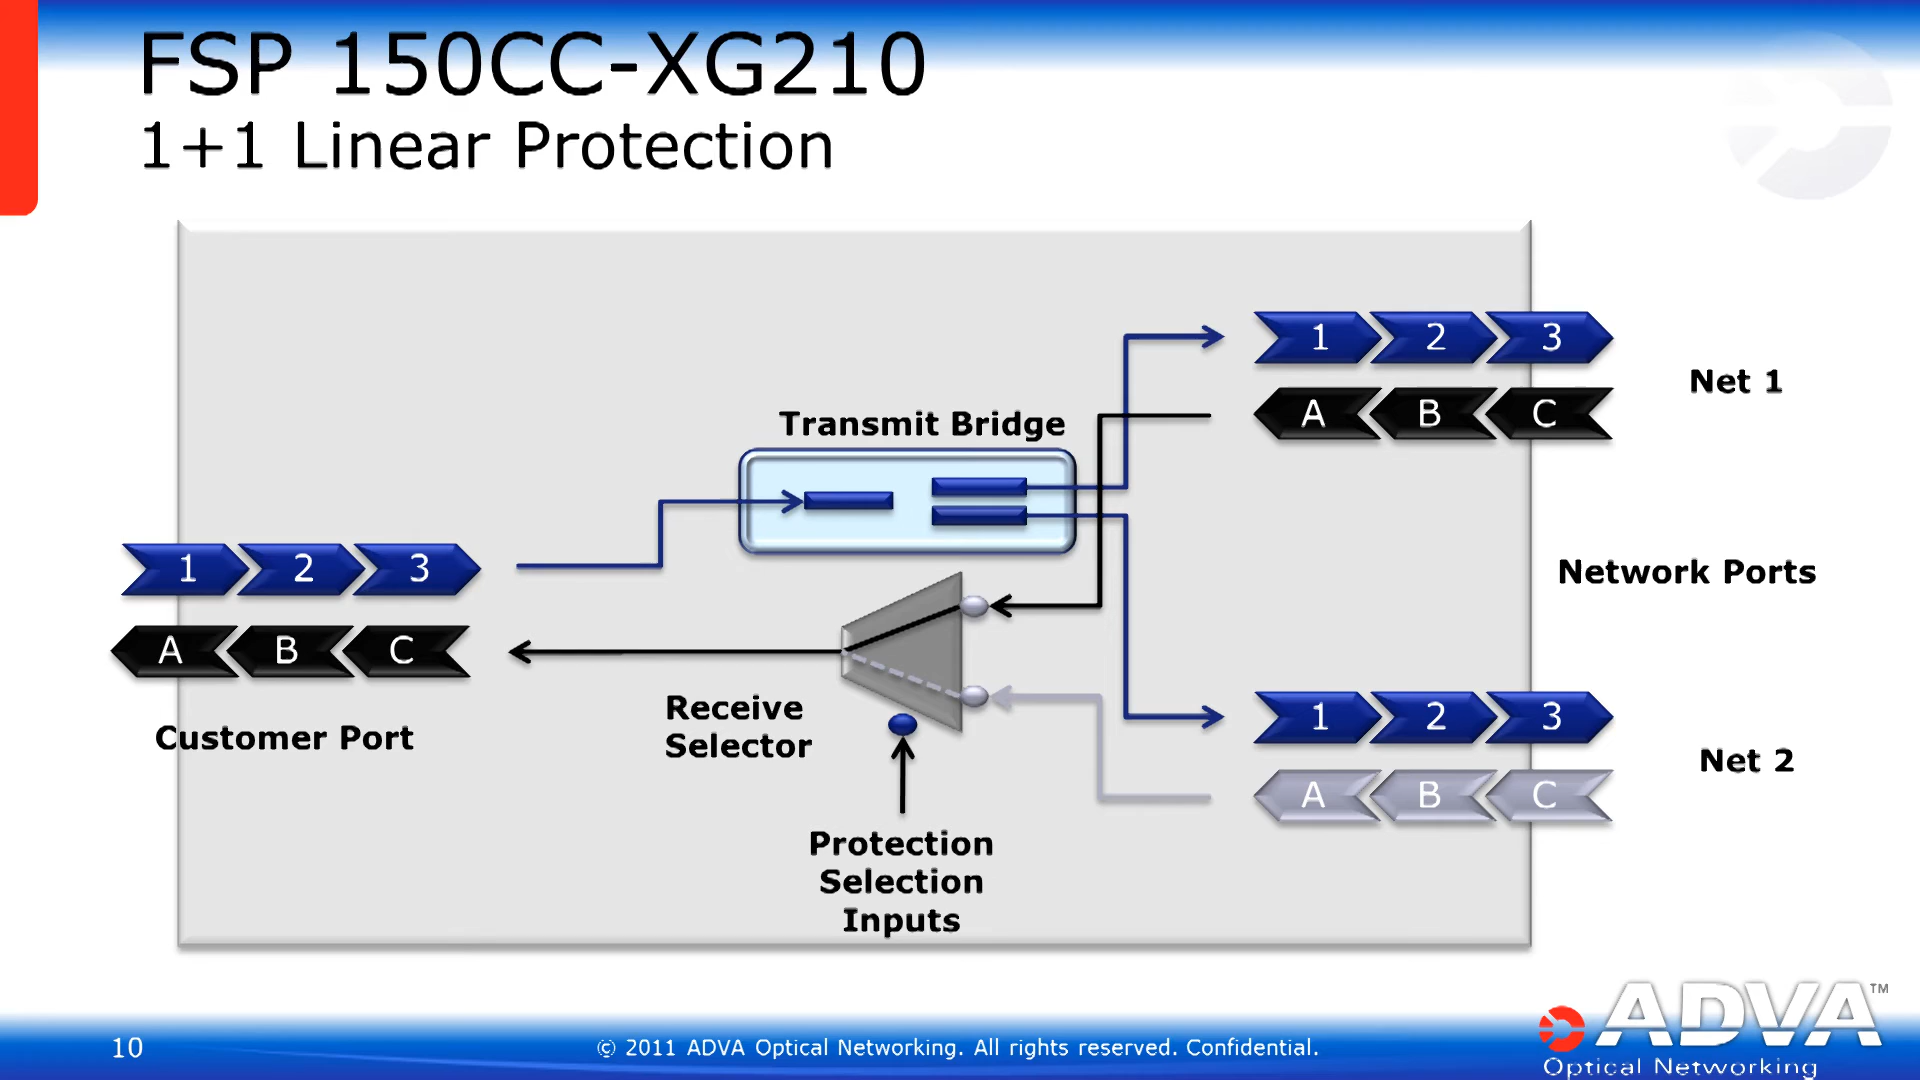 FSP 150CC-XG210
1+1 Linear Protection
1 2 3
Net 1
A B C
Transmit Bridge
1 2 3
Network Ports
A B C
Receive
Selector
Customer Port
1 2 3
Net 2
A B C
Protection
Selection
Inputs
10
© 2011 ADVA Optical Networking. All rights reserved. Confidential.
ADVA™
Optical Networking